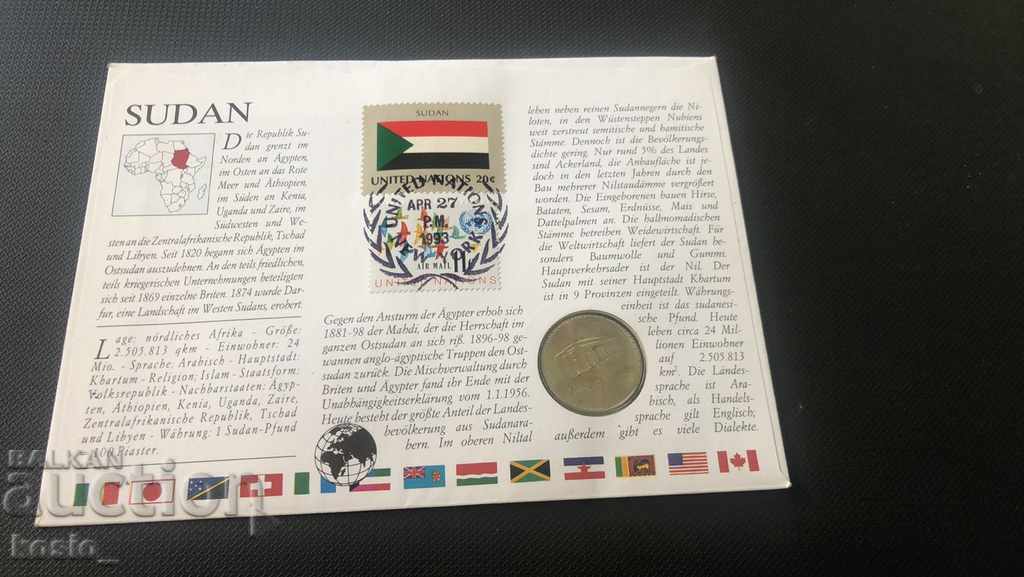 SUDAN
Die Republik Su-
dan grenzt im
Norden an Ägypten,
im Osten an das Rote
Meer und Äthiopien,
im Süden an Kenia,
Uganda und Zaire, im
Südwesten und We-
sten an die Zentralafrikanische Republik, Tschad
und Libyen. Seit 1820 begann sich Ägypten im
Ostsudan auszudehnen. An den teils friedlichen,
teils kriegerischen Unternehmungen beteiligten
sich seit 1869 einzelne Briten. 1874 wurde Dar-
fur, eine Landschaft im Westen Sudans, erobert.
Lage: nördliches Afrika - Größe:
2.505.813 qkm - Einwohner: 24
Mio. - Sprache: Arabisch - Hauptstadt:
Khartum - Religion: Islam - Staatsform:
Volksrepublik - Nachbarstaaten: Ägyp-
ten, Äthiopien, Kenia, Uganda, Zaire,
Zentralafrikanische Republik, Tschad
und Libyen - Währung: 1 Sudan-Pfund
100 Piaster.
SUDAN
UNITED NATIONS 20c
UNITED NATIONS
APR 27
P.M.
1993
NEW YORK
AIR MAIL
UNITED NATIONS
Gegen den Ansturm der Ägypter erhob sich
1881-98 der Mahdi, der die Herrschaft im
ganzen Ostsudan an sich riß. 1896-98 ge-
wannen anglo-ägyptische Truppen den Ost-
sudan zurück. Die Mischverwaltung durch
Briten und Ägypter fand ihr Ende mit der
Unabhängigkeitserklärung vom 1.1.1956.
Heute besteht der größte Anteil der Landes-
bevölkerung aus Sudanara-
bern. Im oberen Niltal
leben neben reinen Sudannegern die Ni-
loten, in den Wüstensteppen Nubiens
weit zerstreut semitische und hamitische
Stämme. Dennoch ist die Bevölkerungs-
dichte gering. Nur rund 5% des Landes
sind Ackerland, die Anbaufläche ist je-
doch in den letzten Jahren durch den
Bau mehrerer Nilstaudämme vergrößert
worden. Die Eingeborenen bauen Hirse,
Bataten, Sesam, Erdnüsse, Mais und
Dattelpalmen an. Die halbnomadischen
Stämme betreiben Weidewirtschaft. Für
die Weltwirtschaft liefert der Sudan be-
sonders Baumwolle und Gummi.
Hauptverkehrsader ist der Nil. Der
Sudan mit seiner Hauptstadt Khartum
ist in 9 Provinzen eingeteilt. Währungs-
einheit ist das sudanesi-
sche Pfund. Heute
leben circa 24 Mil-
lionen Einwohner
auf 2.505.813
km². Die Landes-
sprache ist Ara-
bisch, als Handels-
sprache gilt Englisch;
außerdem gibt es viele Dialekte.
BALKAN
auction
kosio_